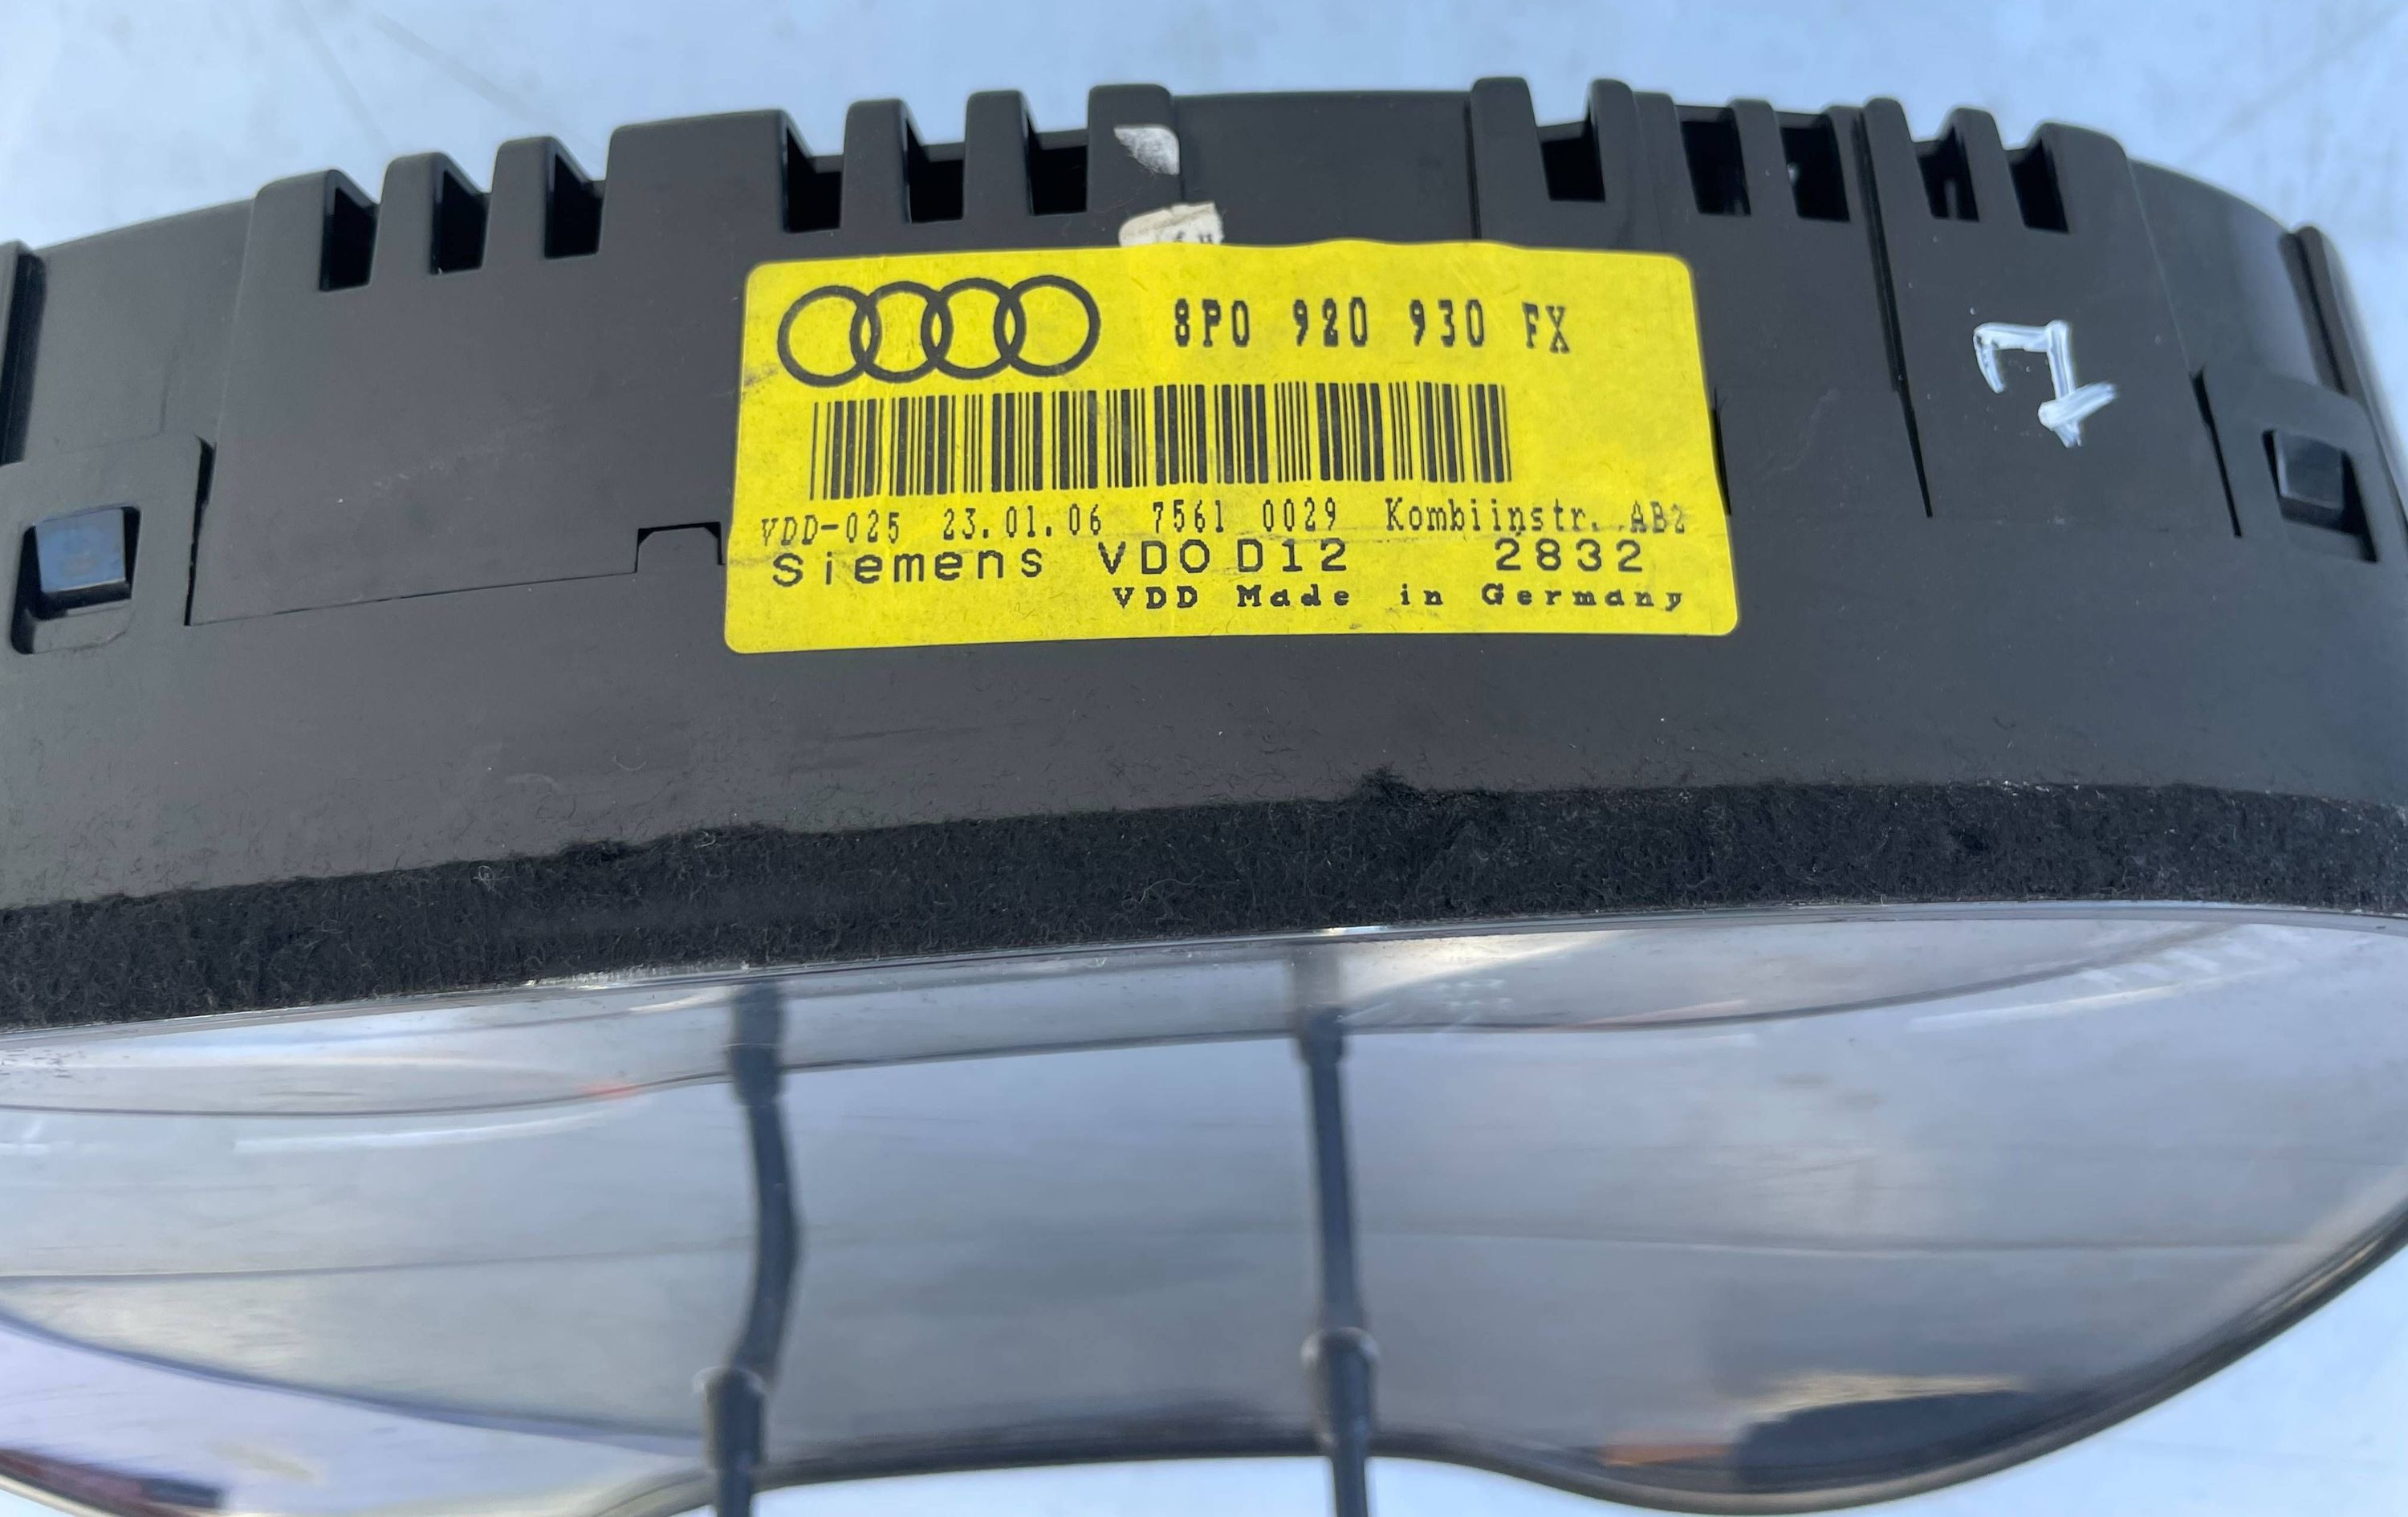 8P0 920 930 FX
VDD-025 23.01.06 7561 0029 Kombiinstr. AB2
Siemens VDO D12 2832
VDD Made in Germany